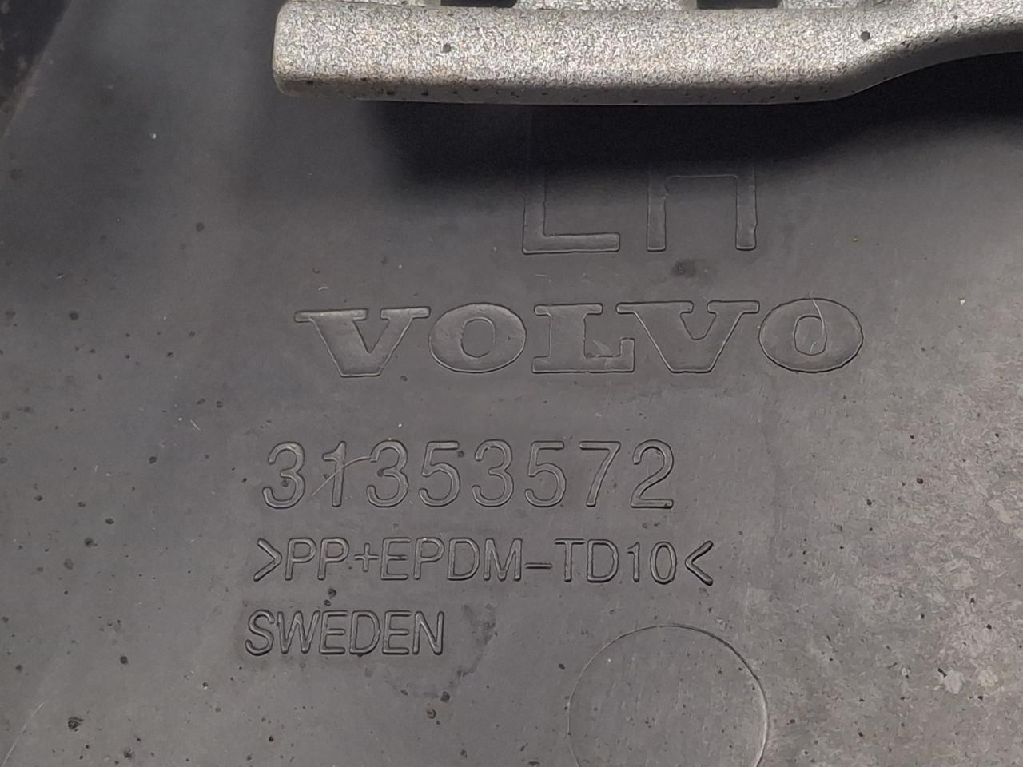 LH
VOLVO
31353572
>PP+EPDM-TD10<
SWEDEN